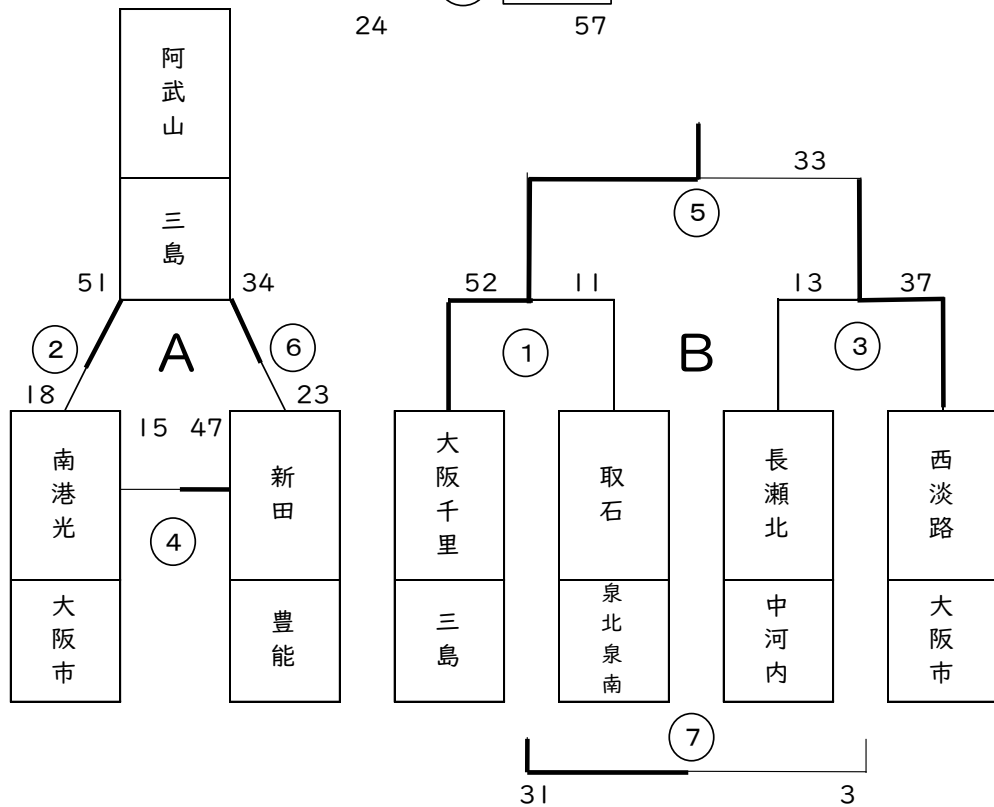 24 57
阿武山
三島
33
⑤
51 34
52 11 13 37
② A ⑥
① B ③
18 23
15 47
南港光
新田
大阪千里
取石
長瀬北
西淡路
④
大阪市
豊能
三島
泉北泉南
中河内
大阪市
⑦
31 3